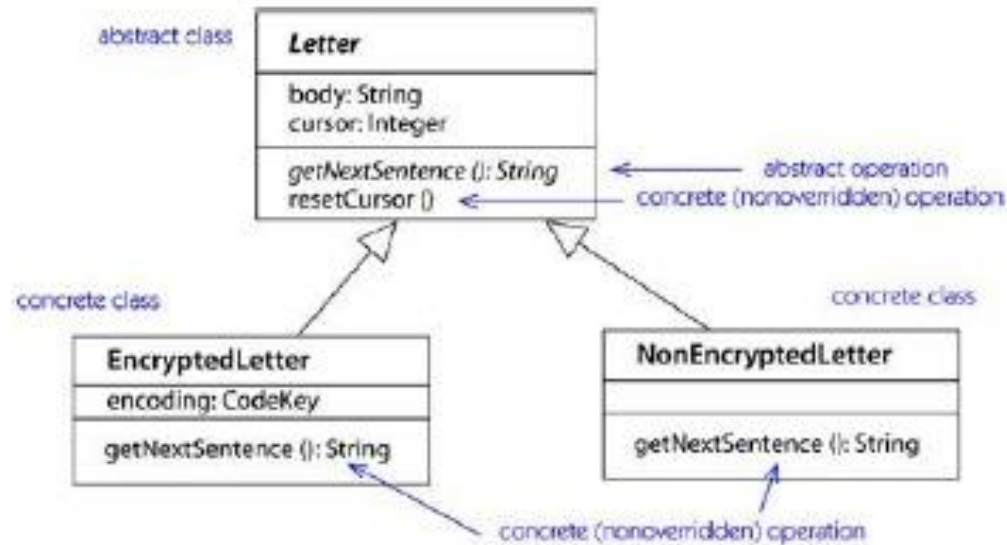 abstract class
Letter
body: String
cursor: Integer
getNextSentence (): String
abstract operation
resetCursor ()
concrete (nonoverridden) operation
concrete class
concrete class
EncryptedLetter
encoding: CodeKey
getNextSentence (): String
NonEncryptedLetter
getNextSentence (): String
concrete (nonoverridden) operation